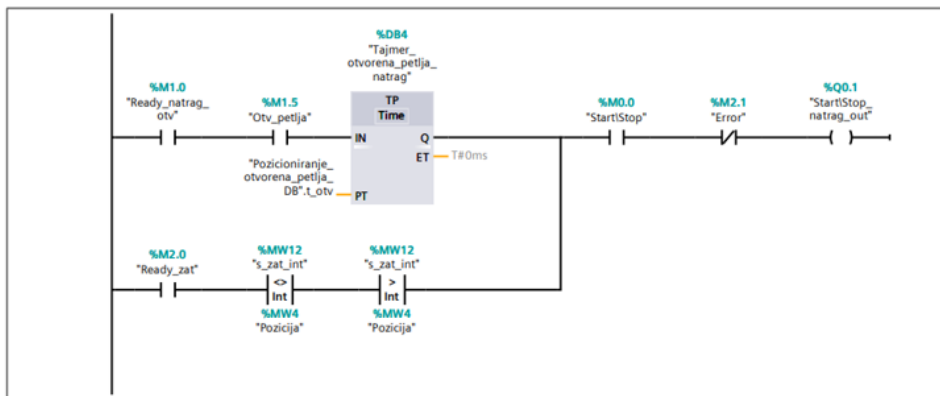 %DB4
"Tajmer_
otvorena_petlja_
natrag"
%M1.0
"Ready_natrag_
otv"
%M1.5
"Otv_petlja"
TP
Time
IN
Q
ET
T#0ms
"Pozicioniranje_
otvorena_petlja_
DB".t_otv
PT
%M0.0
"Start\Stop"
%M2.1
"Error"
%Q0.1
"Start\Stop_
natrag_out"
%M2.0
"Ready_zat"
%MW12
"s_zat_int"
<>
Int
%MW4
"Pozicija"
%MW12
"s_zat_int"
>
Int
%MW4
"Pozicija"